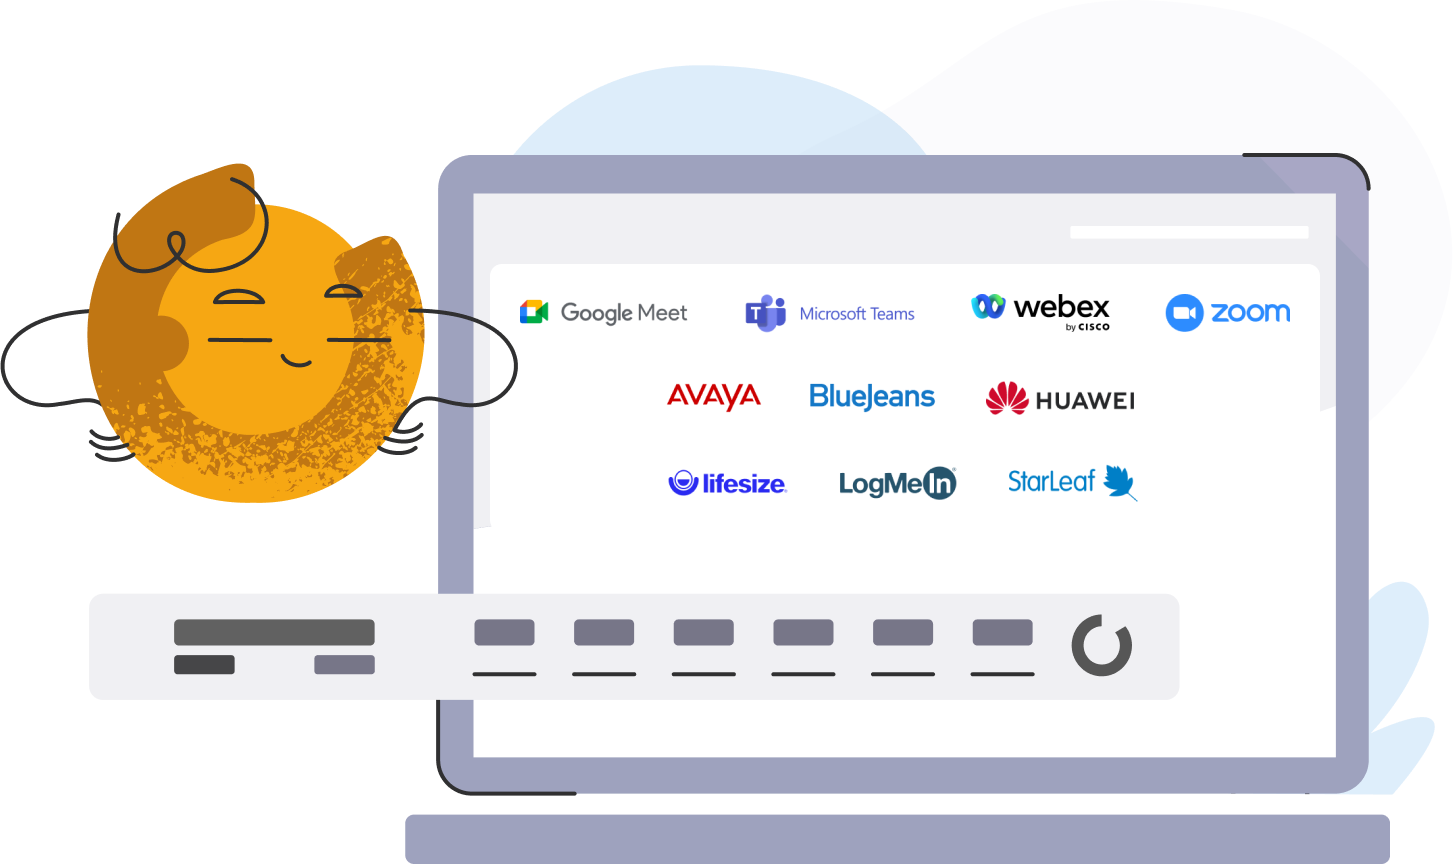 Google Meet
T Microsoft Teams
webex
by CISCO
zoom
AVAYA
BlueJeans
HUAWEI
lifesize
LogMeIn
StarLeaf